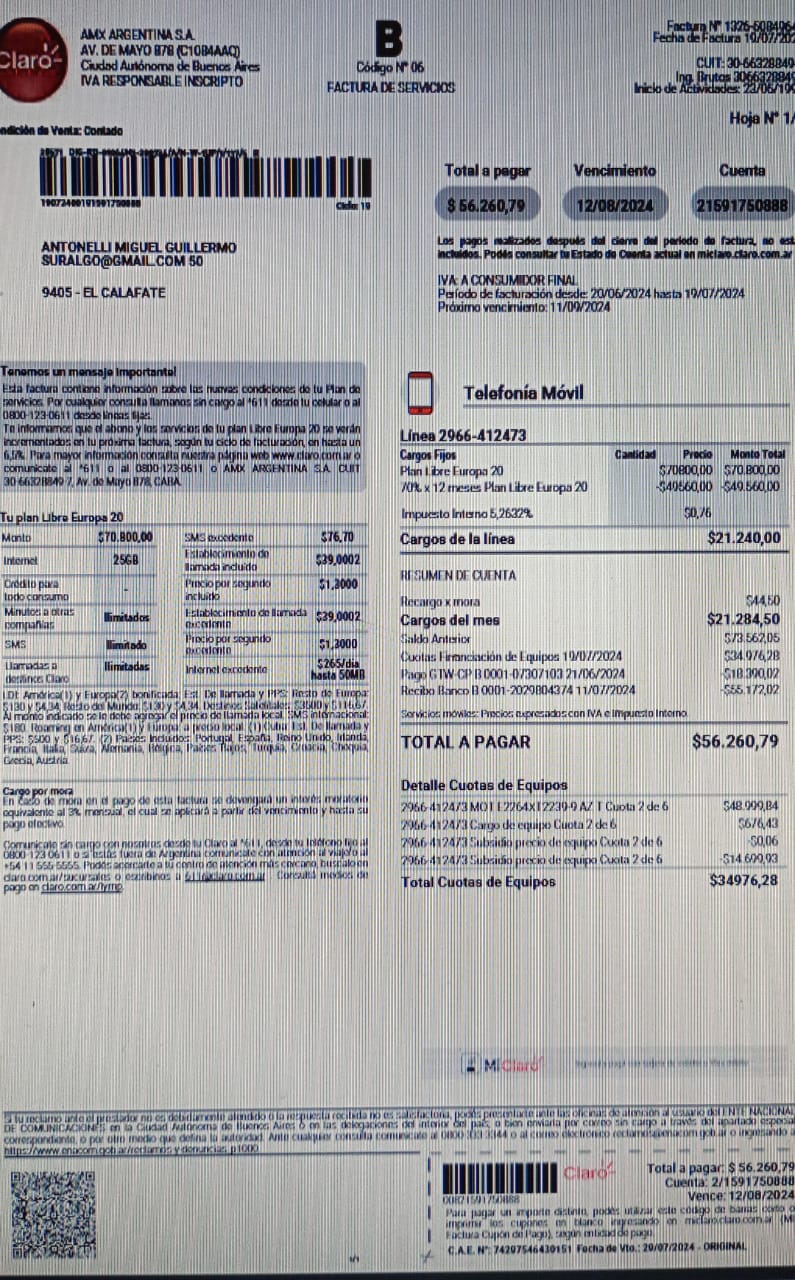 Claro
AMX ARGENTINA S.A.
AV. DE MAYO 878 (C1084AAQ)
Ciudad Autónoma de Buenos Aires
IVA RESPONSABLE INSCRIPTO
B
Código Nº 06
FACTURA DE SERVICIOS
Factura Nº 1326-
Fecha de Factura 19/07/202
CUIT: 30-66328849
Ing. Brutos 3066328849
Inicio de Actividades: 23/06/199
Hoja Nº 1/
ndición de Venta: Contado
Ciclo: 19
Total a pagar
Vencimiento
Cuenta
$ 56.260,79
12/08/2024
21591750888
ANTONELLI MIGUEL GUILLERMO
SURALGO@GMAIL.COM 50
9405 - EL CALAFATE
Los pagos realizados después del cierre del período de factura, no est
incluidos. Podés consultar tu Estado de Cuenta actual en miclaro.claro.com.ar
IVA: A CONSUMIDOR FINAL
Período de facturación desde: 20/06/2024 hasta 19/07/2024
Próximo vencimiento: 11/09/2024
Tenemos un mensaje importante!
Esta factura contiene información sobre las nuevas condiciones de tu Plan de
servicios. Por cualquier consulta llamanos sin cargo al *611 desde tu celular o al
0800-123-0611 desde líneas fijas.
Te informamos que el abono y los servicios de tu plan Libre Europa 20 se verán
incrementados en tu próxima factura, según tu ciclo de facturación, en hasta un
6,5%. Para mayor información consulta nuestra página web www.claro.com.ar o
comunicate al *611 o al 0800-123-0611 o AMX ARGENTINA S.A. CUIT
30-66328849-7, Av. de Mayo 878, CABA.
Tu plan Libre Europa 20
Monto $70.800,00 SMS excedente $76,70
Internet 25GB Establecimiento de llamada incluido $39,0002
Crédito para todo consumo - Precio por segundo incluido $1,3000
Minutos a otras compañías Ilimitados Establecimiento de llamada excedente $39,0002
SMS Ilimitado Precio por segundo excedente $1,3000
Llamadas a destinos Claro Ilimitadas Internet excedente $265/día hasta 50MB
LDI: América(1) y Europa(2) bonificada. Est. De llamada y PPS: Resto de Europa:
$130 y $4,34. Resto del Mundo: $130 y $4,34. Destinos Satelitales: $3500 y $116,67.
Al monto indicado se le debe agregar el precio de llamada local. SMS internacional:
$180. Roaming en América(1) y Europa: a precio local. (1) Cuba: Est. De llamada y
PPS: $500 y $16,67. (2) Países incluidos: Portugal, España, Reino Unido, Irlanda,
Francia, Italia, Suiza, Alemania, Bélgica, Países Bajos, Turquía, Croacia, Chequia,
Grecia, Austria.
Cargo por mora
En caso de mora en el pago de esta factura se devengará un interés moratorio
equivalente al 3% mensual, el cual se aplicará a partir del vencimiento y hasta su
pago efectivo.
Comunicate sin cargo con nosotros desde tu Claro al *611, desde tu teléfono fijo al
0800-123-0611 o si estás fuera de Argentina comunicate con atención al viajero al
+54 11 555 5555. Podés acercarte a tu centro de atención más cercano, buscalo en
claro.com.ar/sucursales o escribinos a 611@claro.com.ar . Consultá medios de
pago en claro.com.ar/fymp.
Telefonía Móvil
Línea 2966-412473
Cargos Fijos Cantidad Precio Monto Total
Plan Libre Europa 20 $70800,00 $70.800,00
70% x 12 meses Plan Libre Europa 20 -$49560,00 -$49.560,00
Impuesto Interno 5,2632% $0,76
Cargos de la línea $21.240,00
RESUMEN DE CUENTA
Recargo x mora $44,50
Cargos del mes $21.284,50
Saldo Anterior $73.562,05
Cuotas Financiación de Equipos 19/07/2024 $34.976,28
Pago GTW-CP B 0001-07307103 21/06/2024 -$18.390,02
Recibo Banco B 0001-2029804374 11/07/2024 -$55.172,02
Servicios móviles: Precios expresados con IVA e Impuesto Interno.
TOTAL A PAGAR $56.260,79
Detalle Cuotas de Equipos
2966-412473 Cuota 2 de 6 $48.999,84
2966-412473 Cargo de equipo Cuota 2 de 6 $676,43
2966-412473 Subsidio precio de equipo Cuota 2 de 6 -$0,06
2966-412473 Subsidio precio de equipo Cuota 2 de 6 -$14.699,93
Total Cuotas de Equipos $34976,28
Mi Claro
Si tu reclamo ante el prestador no es debidamente atendido o la respuesta recibida no es satisfactoria, podés presentarte ante las oficinas de atención al usuario del ENTE NACIONAL
DE COMUNICACIONES en la Ciudad Autónoma de Buenos Aires o en las delegaciones del interior del país, o bien enviarla por correo sin cargo a través del apartado especial
correspondiente, o por otro medio que defina la autoridad. Ante cualquier consulta comunicate al 0800 333 3344 o al correo electrónico reclamos@enacom.gob.ar o ingresando a
https://www.enacom.gob.ar/reclamos-y-denuncias_p1000
Claro
Total a pagar: $ 56.260,79
Cuenta: 2/1591750888
Vence: 12/08/2024
Para pagar un importe distinto, podés utilizar este código de barras como o
imprimir los cupones en blanco ingresando en miclaro.claro.com.ar (Mi
Factura Cupón de Pago), según entidad de pago.
C.A.E. Nº: 74297546430151 Fecha de Vto.: 29/07/2024 - ORIGINAL